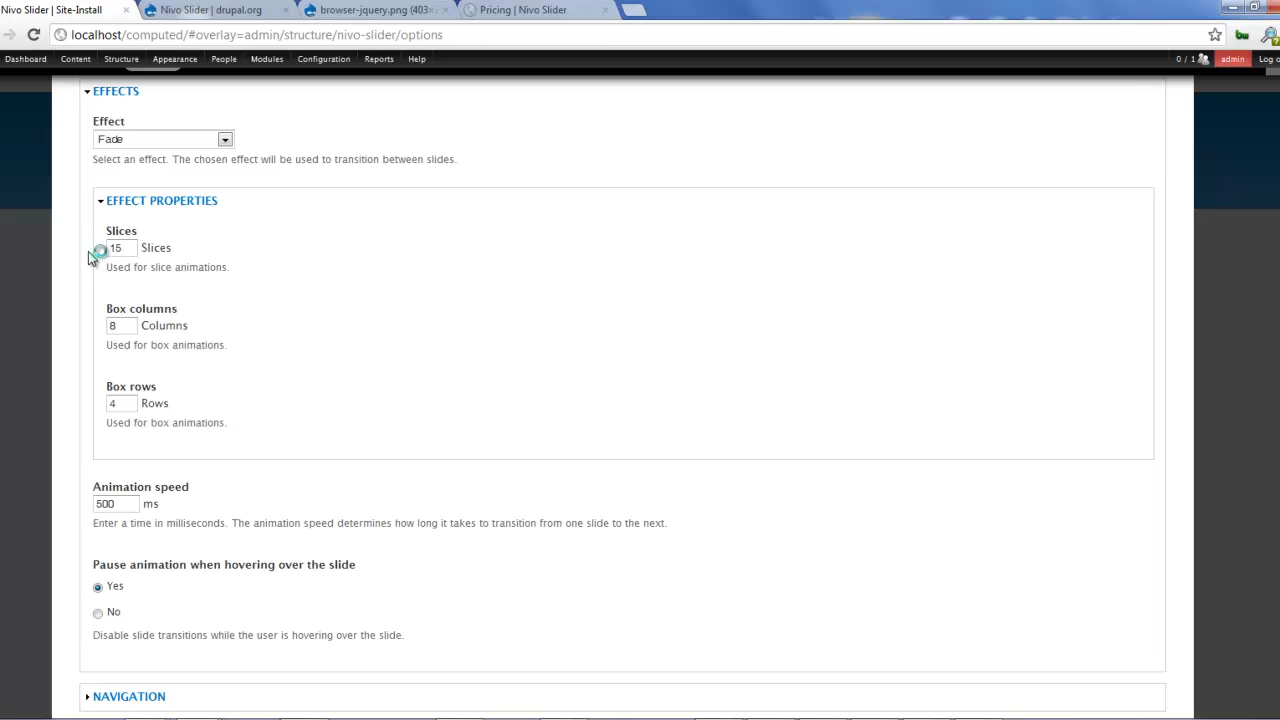 Nivo Slider | Site-Install
Nivo Slider | drupal.org
browser-jquery.png (403×
Pricing | Nivo Slider
localhost/computed/#overlay=admin/structure/nivo-slider/options
Dashboard Content Structure Appearance People Modules Configuration Reports Help 0 / 1 admin Log o
EFFECTS
Effect
Fade
Select an effect. The chosen effect will be used to transition between slides.
EFFECT PROPERTIES
Slices
15 Slices
Used for slice animations.
Box columns
8 Columns
Used for box animations.
Box rows
4 Rows
Used for box animations.
Animation speed
500 ms
Enter a time in milliseconds. The animation speed determines how long it takes to transition from one slide to the next.
Pause animation when hovering over the slide
Yes
No
Disable slide transitions while the user is hovering over the slide.
NAVIGATION